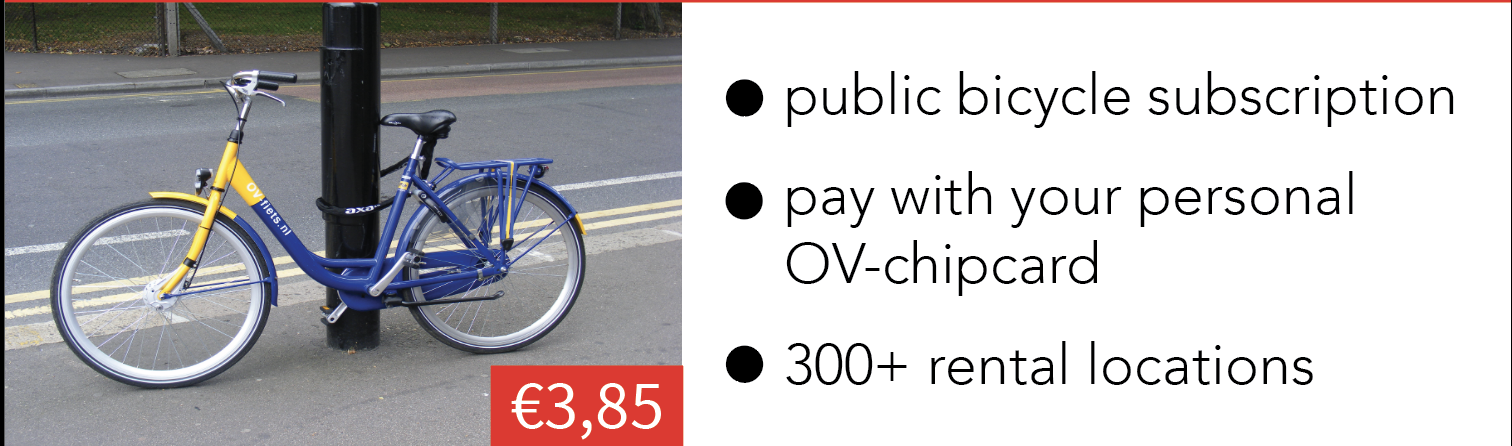 OV-fiets.nl
axa
€3,85
● public bicycle subscription
● pay with your personal
OV-chipcard
● 300+ rental locations